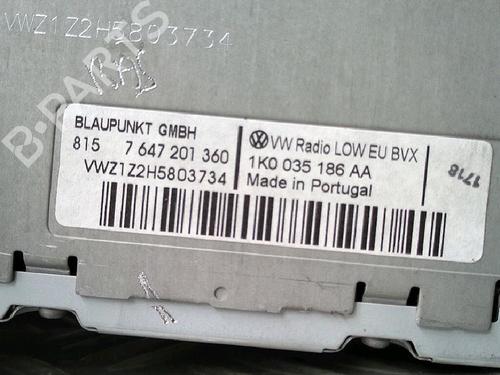 VWZ1Z2H5803734
B-PARTS
BLAUPUNKT GMBH
815 7 647 201 360
VWZ1Z2H5803734
VW Radio LOW EU BVX
1K0 035 186 AA
Made in Portugal
1718